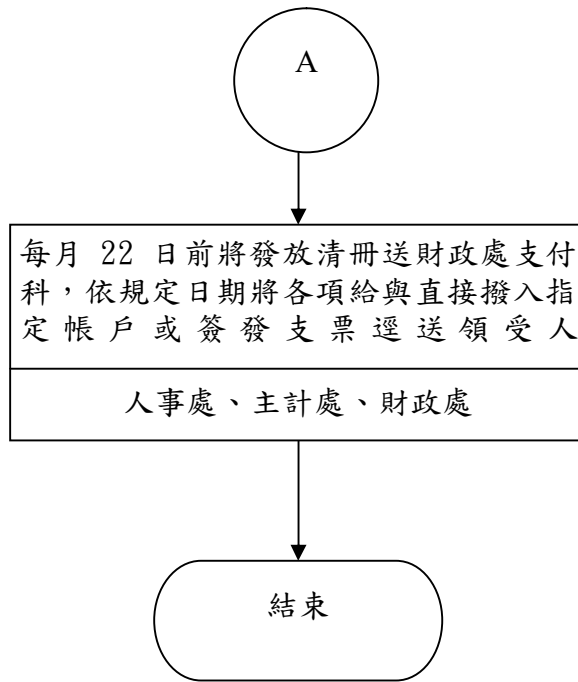 A
每月 22 日前將發放清冊送財政處支付
科，依規定日期將各項給與直接撥入指
定帳戶或簽發支票逕送領受人
人事處、主計處、財政處
結束